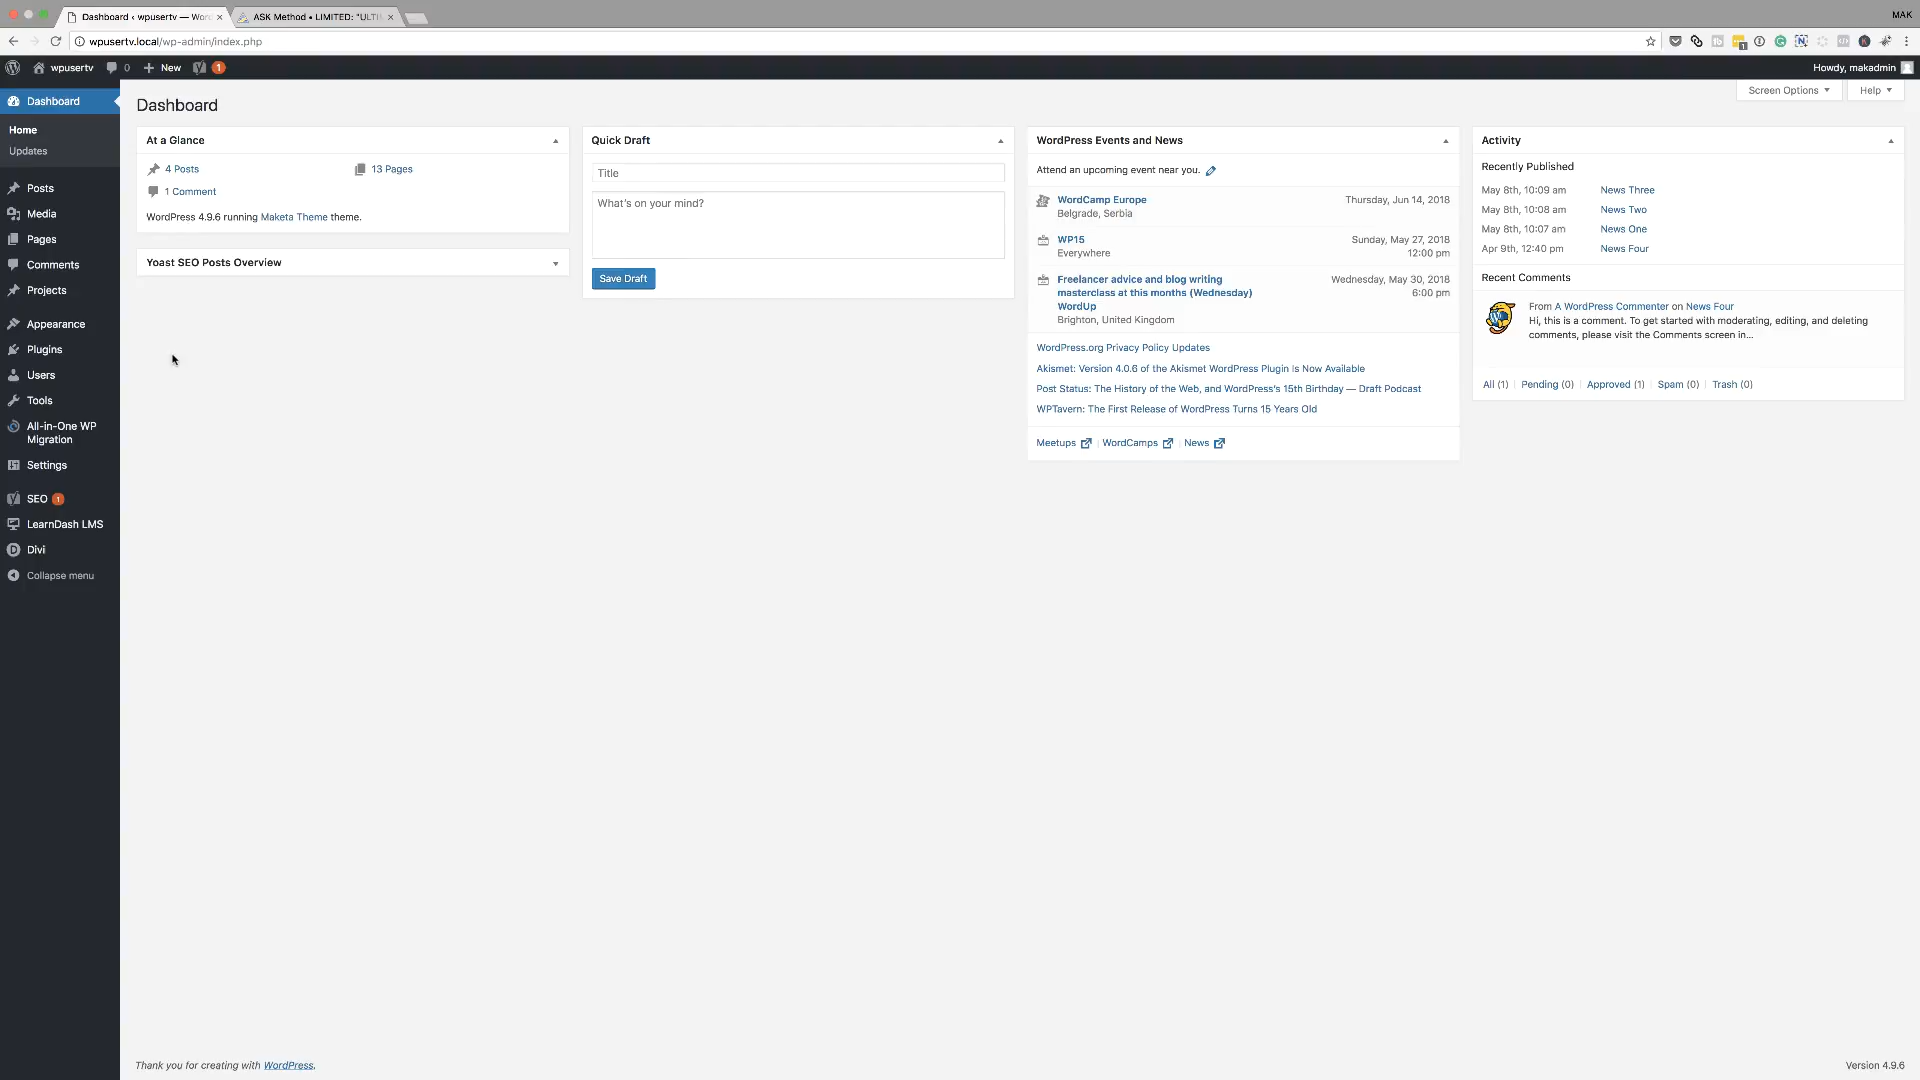 Dashboard ‹ wpusertv — Wor
ASK Method • LIMITED: "ULTI
MAK
wpusertv.local/wp-admin/index.php
wpusertv
0
New
1
Howdy, makadmin
Dashboard
Home
Updates
Posts
Media
Pages
Comments
Projects
Appearance
Plugins
Users
Tools
All-in-One WP
Migration
Settings
SEO 1
LearnDash LMS
Divi
Collapse menu
Dashboard
Screen Options
Help
At a Glance
4 Posts
13 Pages
1 Comment
WordPress 4.9.6 running Maketa Theme theme.
Yoast SEO Posts Overview
Quick Draft
Title
What's on your mind?
Save Draft
WordPress Events and News
Attend an upcoming event near you.
WordCamp Europe
Thursday, Jun 14, 2018
Belgrade, Serbia
WP15
Sunday, May 27, 2018
Everywhere
12:00 pm
Freelancer advice and blog writing
Wednesday, May 30, 2018
masterclass at this months (Wednesday)
6:00 pm
WordUp
Brighton, United Kingdom
WordPress.org Privacy Policy Updates
Akismet: Version 4.0.6 of the Akismet WordPress Plugin Is Now Available
Post Status: The History of the Web, and WordPress's 15th Birthday — Draft Podcast
WPTavern: The First Release of WordPress Turns 15 Years Old
Meetups | WordCamps | News
Activity
Recently Published
May 8th, 10:09 am News Three
May 8th, 10:08 am News Two
May 8th, 10:07 am News One
Apr 9th, 12:40 pm News Four
Recent Comments
From A WordPress Commenter on News Four
Hi, this is a comment. To get started with moderating, editing, and deleting
comments, please visit the Comments screen in...
All (1) | Pending (0) | Approved (1) | Spam (0) | Trash (0)
Thank you for creating with WordPress.
Version 4.9.6